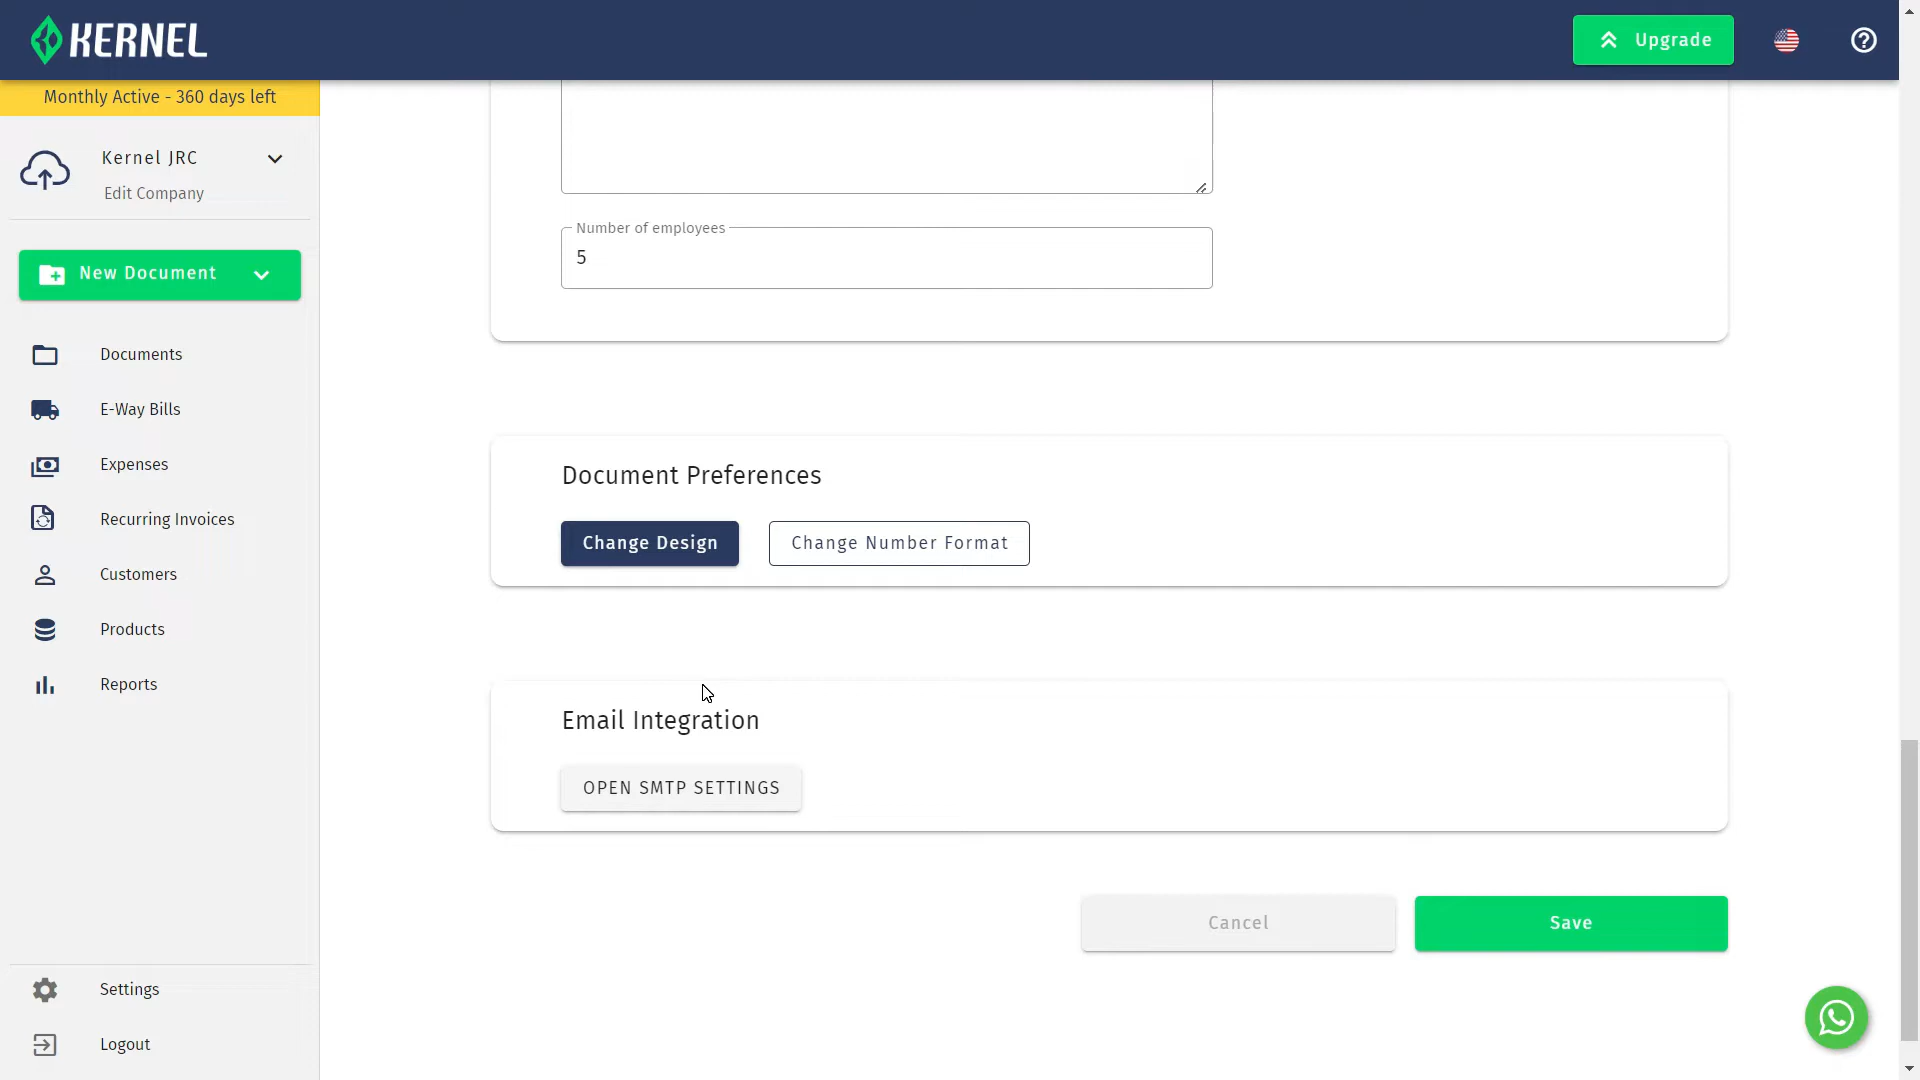 KERNEL
Upgrade
Monthly Active - 360 days left
Kernel JRC
Edit Company
New Document
Documents
E-Way Bills
Expenses
Recurring Invoices
Customers
Products
Reports
Settings
Logout
Number of employees
5
Document Preferences
Change Design
Change Number Format
Email Integration
OPEN SMTP SETTINGS
Cancel
Save